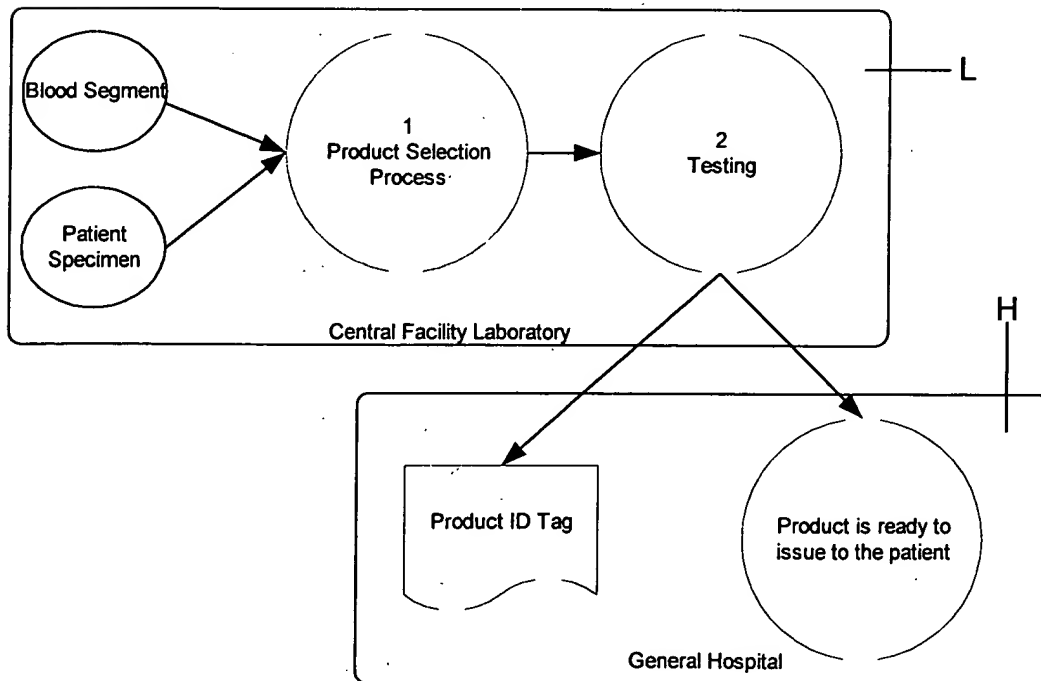 Blood Segment
Patient
Specimen
1
Product Selection
Process
2
Testing
L
Central Facility Laboratory
H
Product ID Tag
Product is ready to
issue to the patient
General Hospital